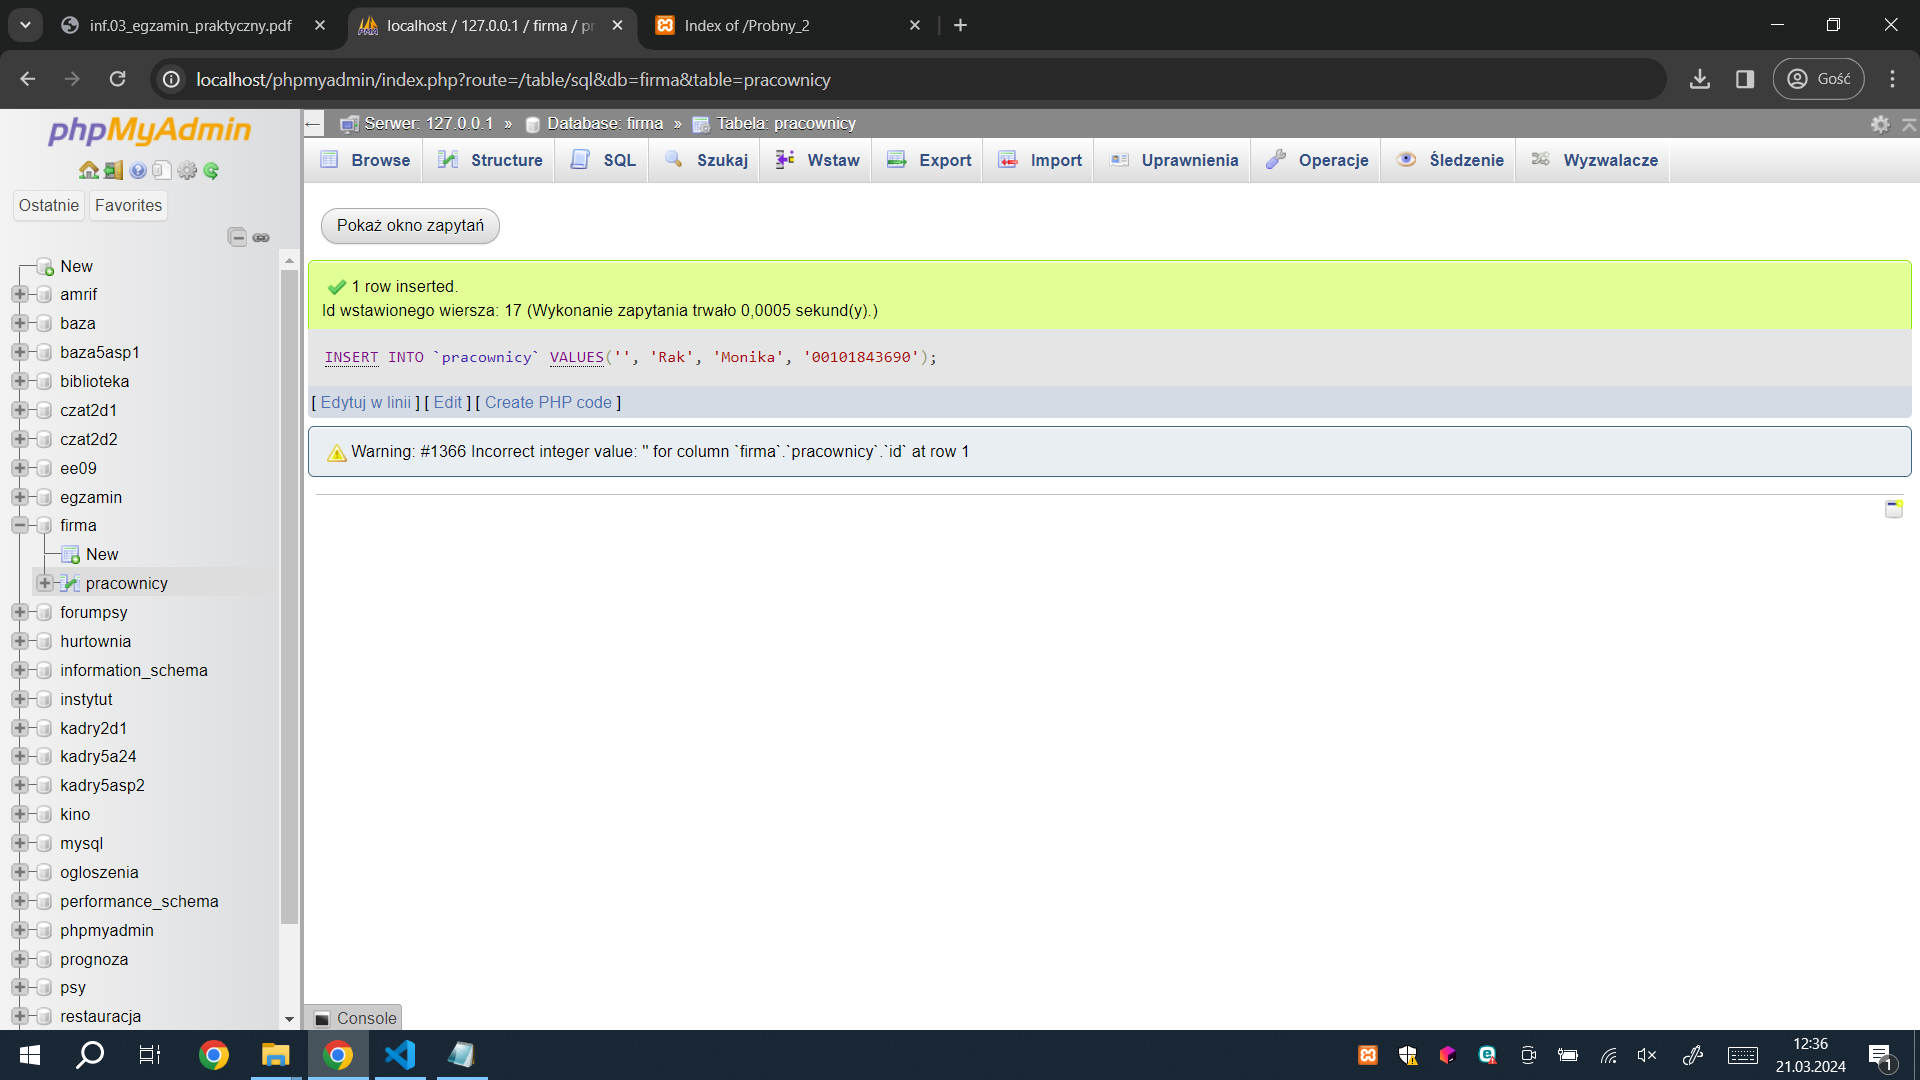 inf.03_egzamin_praktyczny.pdf
localhost / 127.0.0.1 / firma / pr
Index of /Probny_2
localhost/phpmyadmin/index.php?route=/table/sql&db=firma&table=pracownicy
Gość
phpMyAdmin
Ostatnie
Favorites
New
amrif
baza
baza5asp1
biblioteka
czat2d1
czat2d2
ee09
egzamin
firma
New
pracownicy
forumpsy
hurtownia
information_schema
instytut
kadry2d1
kadry5a24
kadry5asp2
kino
mysql
ogloszenia
performance_schema
phpmyadmin
prognoza
psy
restauracja
Serwer: 127.0.0.1 » Database: firma » Tabela: pracownicy
Browse Structure SQL Szukaj Wstaw Export Import Uprawnienia Operacje Śledzenie Wyzwalacze
Pokaż okno zapytań
1 row inserted.
Id wstawionego wiersza: 17 (Wykonanie zapytania trwało 0,0005 sekund(y).)
INSERT INTO `pracownicy` VALUES('', 'Rak', 'Monika', '00101843690');
[ Edytuj w linii ] [ Edit ] [ Create PHP code ]
Warning: #1366 Incorrect integer value: '' for column `firma`.`pracownicy`.`id` at row 1
Console
12:36
21.03.2024
1